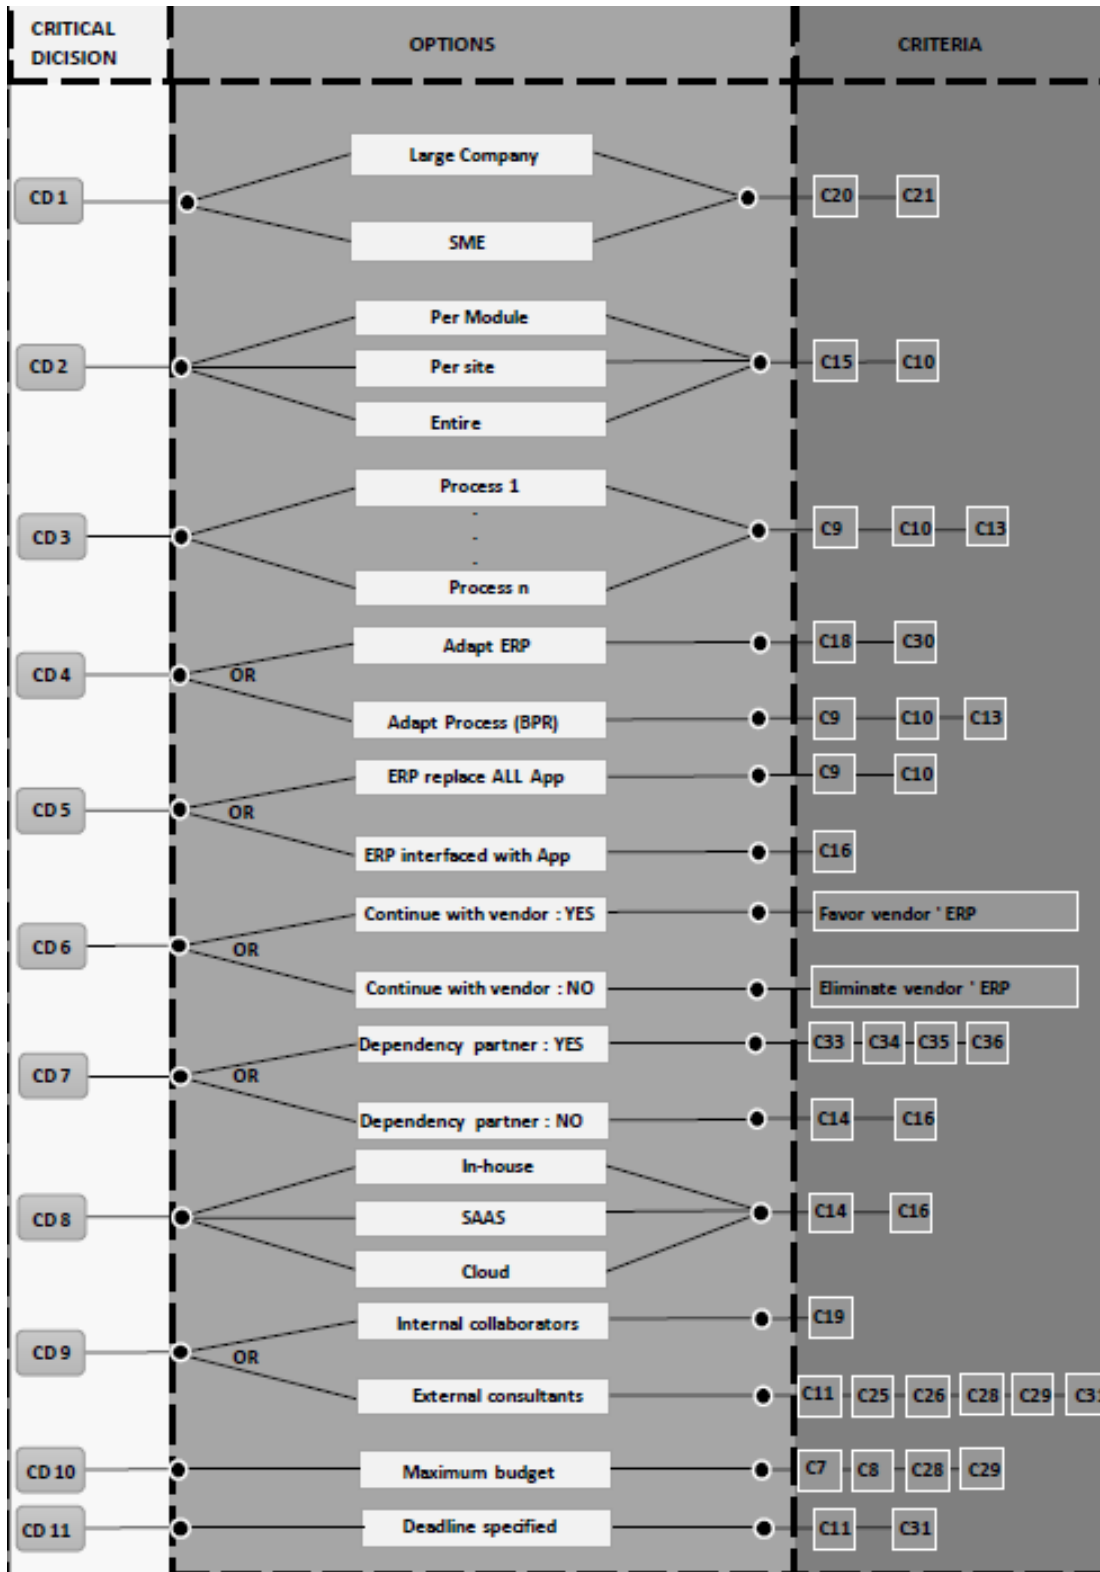 CRITICAL
DICISION
OPTIONS
CRITERIA
CD 1
Large Company
SME
C20
C21
CD 2
Per Module
Per site
Entire
C15
C10
CD 3
Process 1
-
-
-
Process n
C9
C10
C13
CD 4
OR
Adapt ERP
C18
C30
Adapt Process (BPR)
C9
C10
C13
CD 5
OR
ERP replace ALL App
C9
C10
ERP interfaced with App
C16
CD 6
OR
Continue with vendor : YES
Favor vendor ' ERP
Continue with vendor : NO
Eliminate vendor ' ERP
CD 7
OR
Dependency partner : YES
C33
C34
C35
C36
Dependency partner : NO
C14
C16
CD 8
In-house
SAAS
Cloud
C14
C16
CD 9
OR
Internal collaborators
C19
External consultants
C11
C25
C26
C28
C29
CD 10
Maximum budget
C7
C8
C28
C29
CD 11
Deadline specified
C11
C31